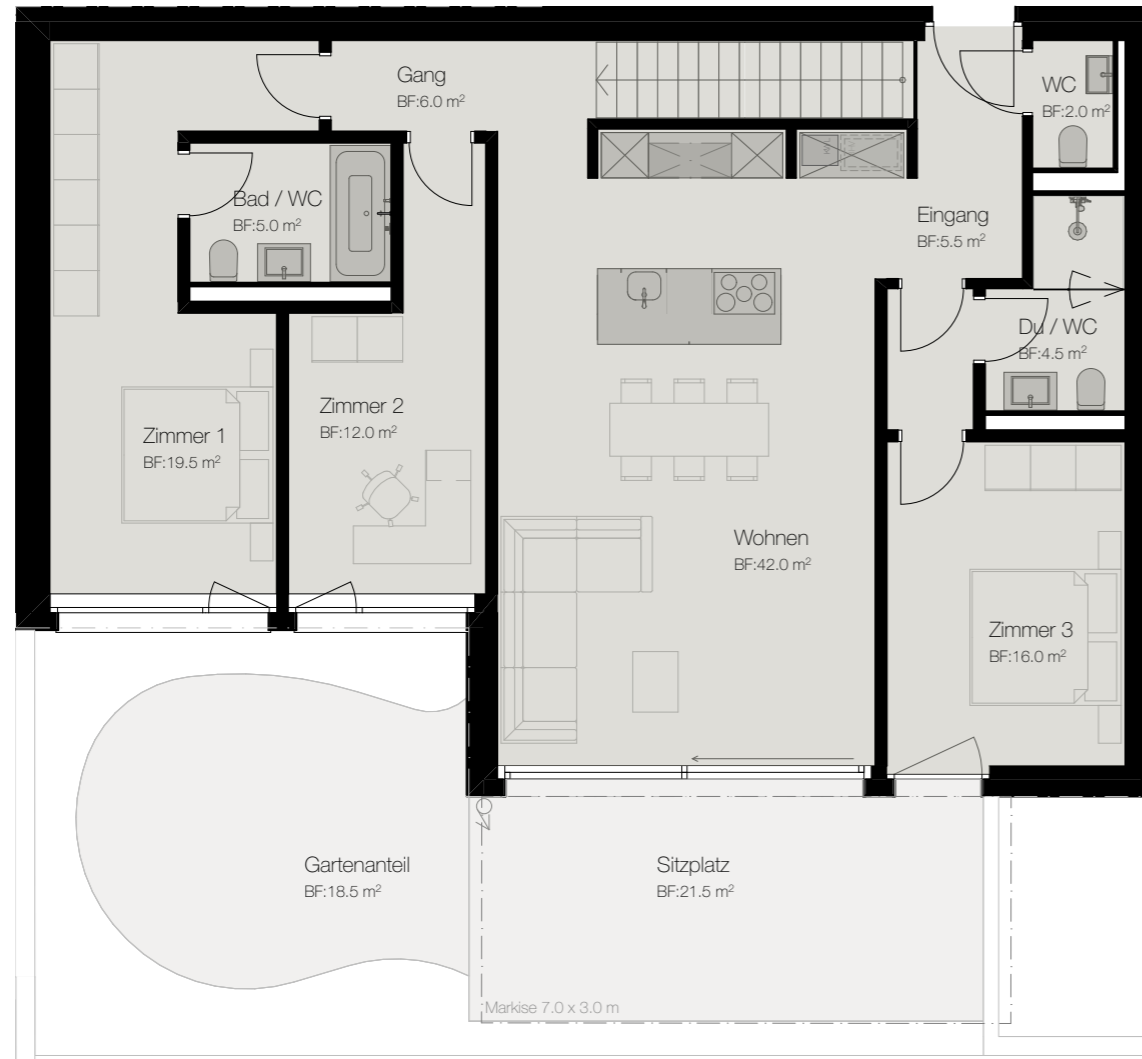 Gang
BF:6.0 m²
WC
BF:2.0 m²
Bad / WC
BF:5.0 m²
Eingang
BF:5.5 m²
Du / WC
BF:4.5 m²
Zimmer 1
BF:19.5 m²
Zimmer 2
BF:12.0 m²
Wohnen
BF:42.0 m²
Zimmer 3
BF:16.0 m²
Gartenanteil
BF:18.5 m²
Sitzplatz
BF:21.5 m²
Markise 7.0 x 3.0 m